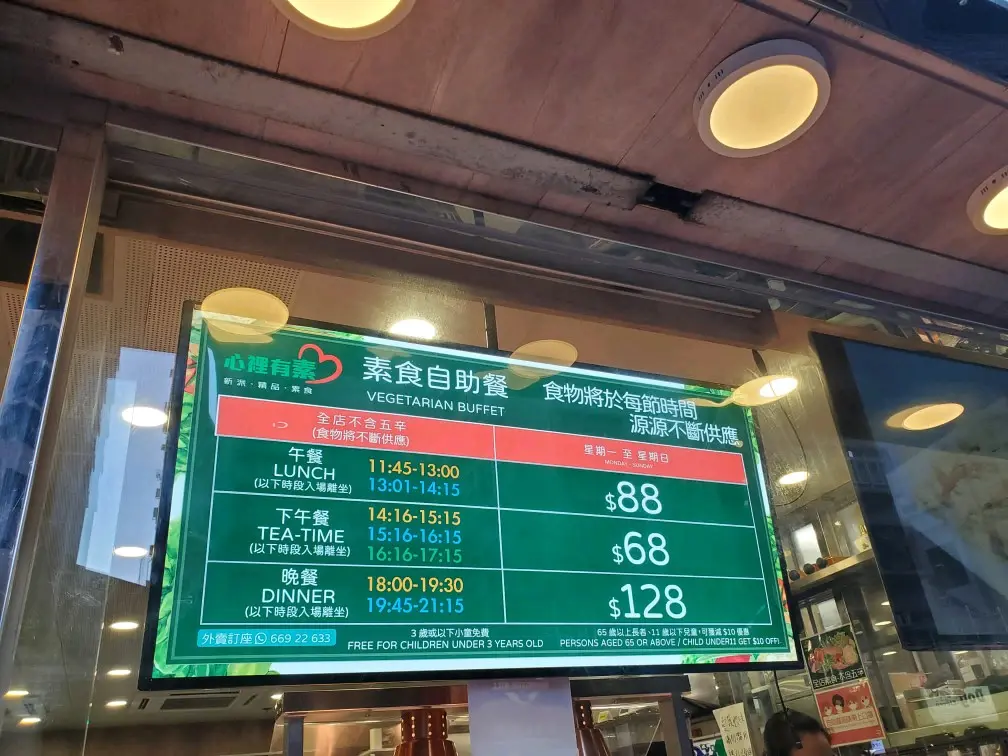 心裡有素
新派·精品·素食
素食自助餐
VEGETARIAN BUFFET
食物將於每節時間
源源不斷供應
全店不含五辛
(食物將不斷供應)
星期一 至 星期日
MONDAY - SUNDAY
午餐
LUNCH
(以下時段入場離坐)
11:45-13:00
13:01-14:15
$88
下午餐
TEA-TIME
(以下時段入場離坐)
14:16-15:15
15:16-16:15
16:16-17:15
$68
晚餐
DINNER
(以下時段入場離坐)
18:00-19:30
19:45-21:15
$128
外賣訂座 669 22 633
3 歲或以下小童免費
FREE FOR CHILDREN UNDER 3 YEARS OLD
65 歲以上長者、11 歲以下兒童,可獲減 $10 優惠
PERSONS AGED 65 OR ABOVE / CHILD UNDER11 GET $10 OFF!